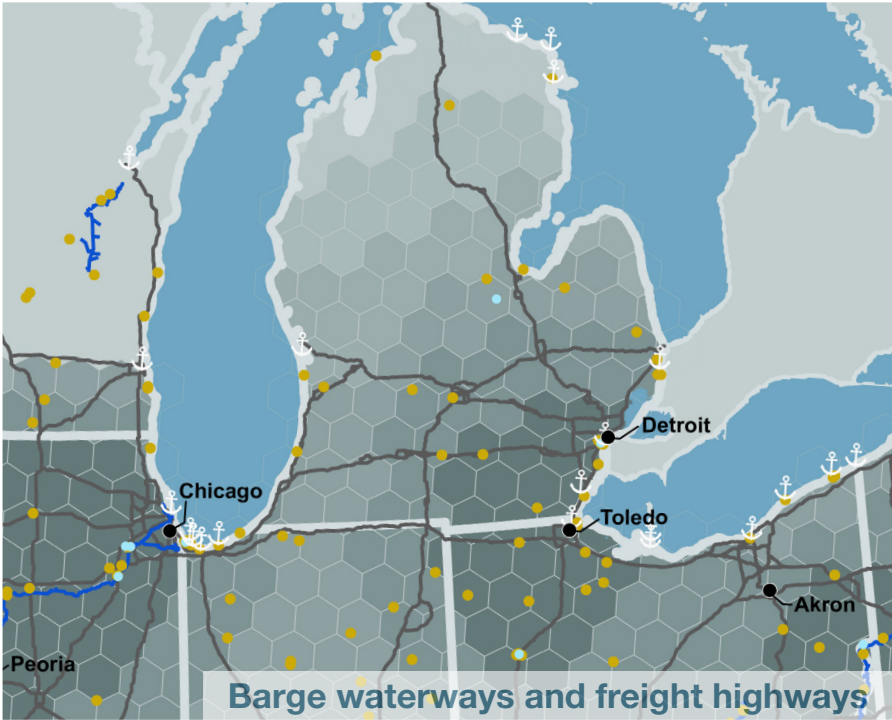 Detroit
Chicago
Toledo
Akron
Peoria
Barge waterways and freight highways